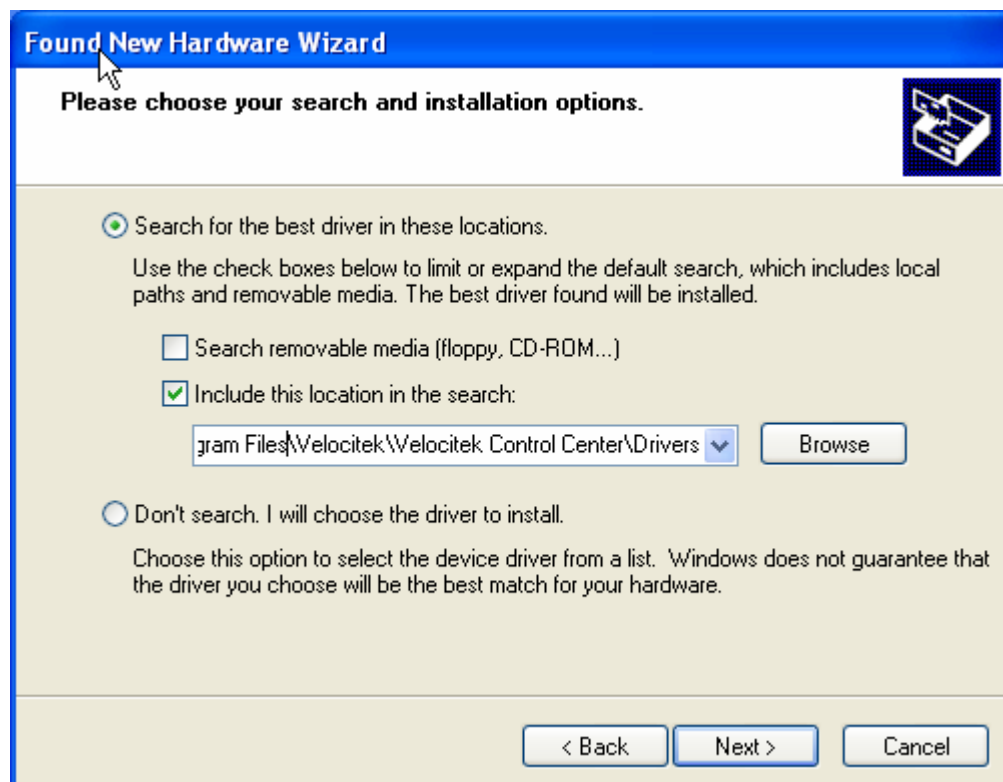 Found New Hardware Wizard
Please choose your search and installation options.
Search for the best driver in these locations.
Use the check boxes below to limit or expand the default search, which includes local
paths and removable media. The best driver found will be installed.
Search removable media (floppy, CD-ROM...)
Include this location in the search:
gram Files\Velocitek\Velocitek Control Center\Drivers
Browse
Don't search. I will choose the driver to install.
Choose this option to select the device driver from a list. Windows does not guarantee that
the driver you choose will be the best match for your hardware.
< Back
Next >
Cancel